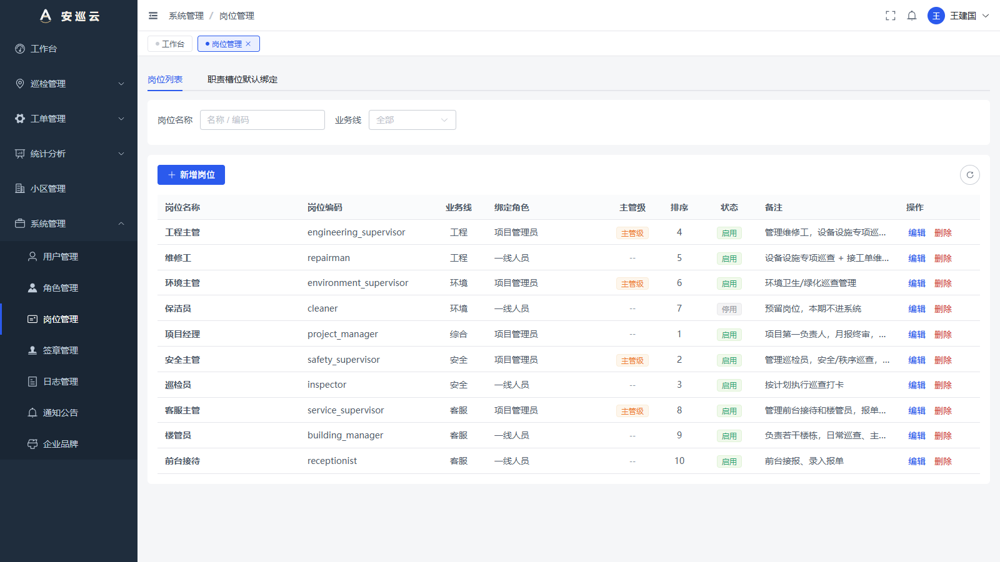 安巡云
工作台
巡检管理
工单管理
统计分析
小区管理
系统管理
用户管理
角色管理
岗位管理
签章管理
日志管理
通知公告
企业品牌
系统管理 / 岗位管理
王 王建国
工作台 岗位管理
岗位列表 职责槽位默认绑定
岗位名称 名称 / 编码 业务线 全部
新增岗位
岗位名称 岗位编码 业务线 绑定角色 主管级 排序 状态 备注 操作
工程主管 engineering_supervisor 工程 项目管理员 主管级 4 启用 管理维修工，设备设施专项巡... 编辑 删除
维修工 repairman 工程 一线人员 -- 5 启用 设备设施专项巡查 + 接工单维... 编辑 删除
环境主管 environment_supervisor 环境 项目管理员 主管级 6 启用 环境卫生/绿化巡查管理 编辑 删除
保洁员 cleaner 环境 一线人员 -- 7 停用 预留岗位，本期不进系统 编辑 删除
项目经理 project_manager 综合 项目管理员 -- 1 启用 项目第一负责人，月报终审，... 编辑 删除
安全主管 safety_supervisor 安全 项目管理员 主管级 2 启用 管理巡检员，安全/秩序巡查，... 编辑 删除
巡检员 inspector 安全 一线人员 -- 3 启用 按计划执行巡查打卡 编辑 删除
客服主管 service_supervisor 客服 项目管理员 主管级 8 启用 管理前台接待和楼管员，报单... 编辑 删除
楼管员 building_manager 客服 一线人员 -- 9 启用 负责若干楼栋，日常巡查、主... 编辑 删除
前台接待 receptionist 客服 一线人员 -- 10 启用 前台接报、录入报单 编辑 删除